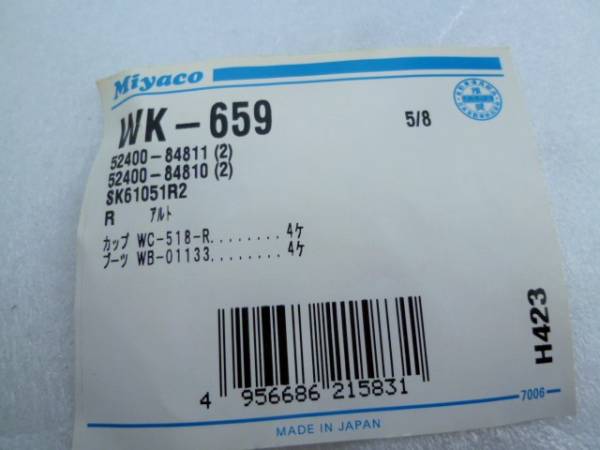 Miyaco
WK-659 5/8
52400-84811 (2)
52400-84810 (2)
SK61051R2
R ｱﾙﾄ
ｶｯﾌﾟ WC-518-R........ 4ｹ
ﾌﾞｰﾂ WB-01133........ 4ｹ
H423
4 956686 215831
7006
MADE IN JAPAN